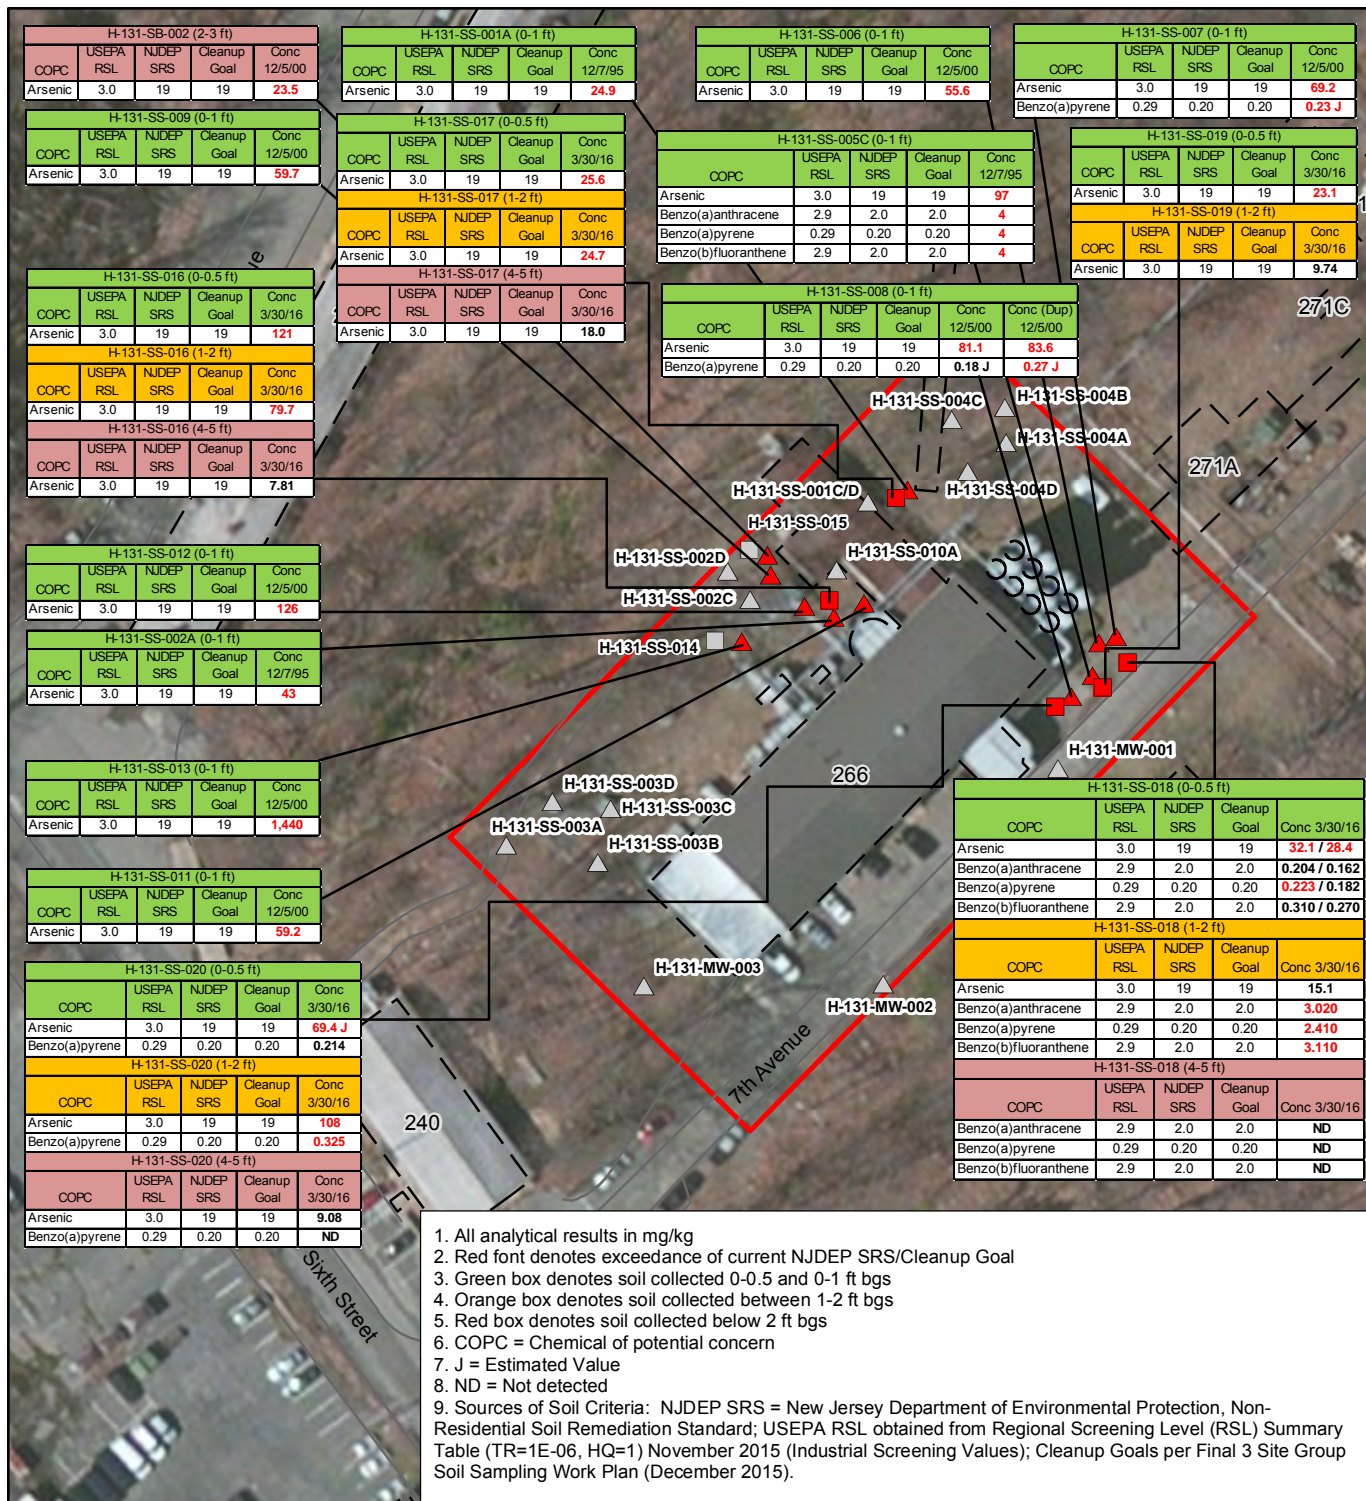 H-131-SB-002 (2-3 ft)
COPC USEPA RSL NJDEP SRS Cleanup Goal Conc 12/5/00
Arsenic 3.0 19 19 23.5
H-131-SS-009 (0-1 ft)
COPC USEPA RSL NJDEP SRS Cleanup Goal Conc 12/5/00
Arsenic 3.0 19 19 59.7
H-131-SS-001A (0-1 ft)
COPC USEPA RSL NJDEP SRS Cleanup Goal Conc 12/7/95
Arsenic 3.0 19 19 24.9
H-131-SS-017 (0-0.5 ft)
COPC USEPA RSL NJDEP SRS Cleanup Goal Conc 3/30/16
Arsenic 3.0 19 19 25.6
H-131-SS-017 (1-2 ft)
COPC USEPA RSL NJDEP SRS Cleanup Goal Conc 3/30/16
Arsenic 3.0 19 19 24.7
H-131-SS-017 (4-5 ft)
COPC USEPA RSL NJDEP SRS Cleanup Goal Conc 3/30/16
Arsenic 3.0 19 19 18.0
H-131-SS-006 (0-1 ft)
COPC USEPA RSL NJDEP SRS Cleanup Goal Conc 12/5/00
Arsenic 3.0 19 19 55.6
H-131-SS-005C (0-1 ft)
COPC USEPA RSL NJDEP SRS Cleanup Goal Conc 12/7/95
Arsenic 3.0 19 19 97
Benzo(a)anthracene 2.9 2.0 2.0 4
Benzo(a)pyrene 0.29 0.20 0.20 4
Benzo(b)fluoranthene 2.9 2.0 2.0 4
H-131-SS-008 (0-1 ft)
COPC USEPA RSL NJDEP SRS Cleanup Goal Conc 12/5/00 Conc (Dup) 12/5/00
Arsenic 3.0 19 19 81.1 83.6
Benzo(a)pyrene 0.29 0.20 0.20 0.18 J 0.27 J
H-131-SS-007 (0-1 ft)
COPC USEPA RSL NJDEP SRS Cleanup Goal Conc 12/5/00
Arsenic 3.0 19 19 69.2
Benzo(a)pyrene 0.29 0.20 0.20 0.23 J
H-131-SS-019 (0-0.5 ft)
COPC USEPA RSL NJDEP SRS Cleanup Goal Conc 3/30/16
Arsenic 3.0 19 19 23.1
H-131-SS-019 (1-2 ft)
COPC USEPA RSL NJDEP SRS Cleanup Goal Conc 3/30/16
Arsenic 3.0 19 19 9.74
H-131-SS-016 (0-0.5 ft)
COPC USEPA RSL NJDEP SRS Cleanup Goal Conc 3/30/16
Arsenic 3.0 19 19 121
H-131-SS-016 (1-2 ft)
COPC USEPA RSL NJDEP SRS Cleanup Goal Conc 3/30/16
Arsenic 3.0 19 19 79.7
H-131-SS-016 (4-5 ft)
COPC USEPA RSL NJDEP SRS Cleanup Goal Conc 3/30/16
Arsenic 3.0 19 19 7.81
H-131-SS-012 (0-1 ft)
COPC USEPA RSL NJDEP SRS Cleanup Goal Conc 12/5/00
Arsenic 3.0 19 19 126
H-131-SS-002A (0-1 ft)
COPC USEPA RSL NJDEP SRS Cleanup Goal Conc 12/7/95
Arsenic 3.0 19 19 43
H-131-SS-013 (0-1 ft)
COPC USEPA RSL NJDEP SRS Cleanup Goal Conc 12/5/00
Arsenic 3.0 19 19 1,440
H-131-SS-011 (0-1 ft)
COPC USEPA RSL NJDEP SRS Cleanup Goal Conc 12/5/00
Arsenic 3.0 19 19 59.2
H-131-SS-020 (0-0.5 ft)
COPC USEPA RSL NJDEP SRS Cleanup Goal Conc 3/30/16
Arsenic 3.0 19 19 69.4 J
Benzo(a)pyrene 0.29 0.20 0.20 0.214
H-131-SS-020 (1-2 ft)
COPC USEPA RSL NJDEP SRS Cleanup Goal Conc 3/30/16
Arsenic 3.0 19 19 108
Benzo(a)pyrene 0.29 0.20 0.20 0.325
H-131-SS-020 (4-5 ft)
COPC USEPA RSL NJDEP SRS Cleanup Goal Conc 3/30/16
Arsenic 3.0 19 19 9.08
Benzo(a)pyrene 0.29 0.20 0.20 ND
271C
271A
H-131-SS-004C
H-131-SS-004B
H-131-SS-004A
H-131-SS-004D
H-131-SS-001C/D
H-131-SS-015
H-131-SS-002D
H-131-SS-010A
H-131-SS-002C
H-131-SS-014
H-131-MW-001
266
H-131-SS-003D
H-131-SS-003C
H-131-SS-003A
H-131-SS-003B
H-131-MW-003
H-131-MW-002
7th Avenue
240
Sixth Street
H-131-SS-018 (0-0.5 ft)
COPC USEPA RSL NJDEP SRS Cleanup Goal Conc 3/30/16
Arsenic 3.0 19 19 32.1 / 28.4
Benzo(a)anthracene 2.9 2.0 2.0 0.204 / 0.162
Benzo(a)pyrene 0.29 0.20 0.20 0.223 / 0.182
Benzo(b)fluoranthene 2.9 2.0 2.0 0.310 / 0.270
H-131-SS-018 (1-2 ft)
COPC USEPA RSL NJDEP SRS Cleanup Goal Conc 3/30/16
Arsenic 3.0 19 19 15.1
Benzo(a)anthracene 2.9 2.0 2.0 3.020
Benzo(a)pyrene 0.29 0.20 0.20 2.410
Benzo(b)fluoranthene 2.9 2.0 2.0 3.110
H-131-SS-018 (4-5 ft)
COPC USEPA RSL NJDEP SRS Cleanup Goal Conc 3/30/16
Benzo(a)anthracene 2.9 2.0 2.0 ND
Benzo(a)pyrene 0.29 0.20 0.20 ND
Benzo(b)fluoranthene 2.9 2.0 2.0 ND
1. All analytical results in mg/kg
2. Red font denotes exceedance of current NJDEP SRS/Cleanup Goal
3. Green box denotes soil collected 0-0.5 and 0-1 ft bgs
4. Orange box denotes soil collected between 1-2 ft bgs
5. Red box denotes soil collected below 2 ft bgs
6. COPC = Chemical of potential concern
7. J = Estimated Value
8. ND = Not detected
9. Sources of Soil Criteria: NJDEP SRS = New Jersey Department of Environmental Protection, Non-
Residential Soil Remediation Standard; USEPA RSL obtained from Regional Screening Level (RSL) Summary
Table (TR=1E-06, HQ=1) November 2015 (Industrial Screening Values); Cleanup Goals per Final 3 Site Group
Soil Sampling Work Plan (December 2015).